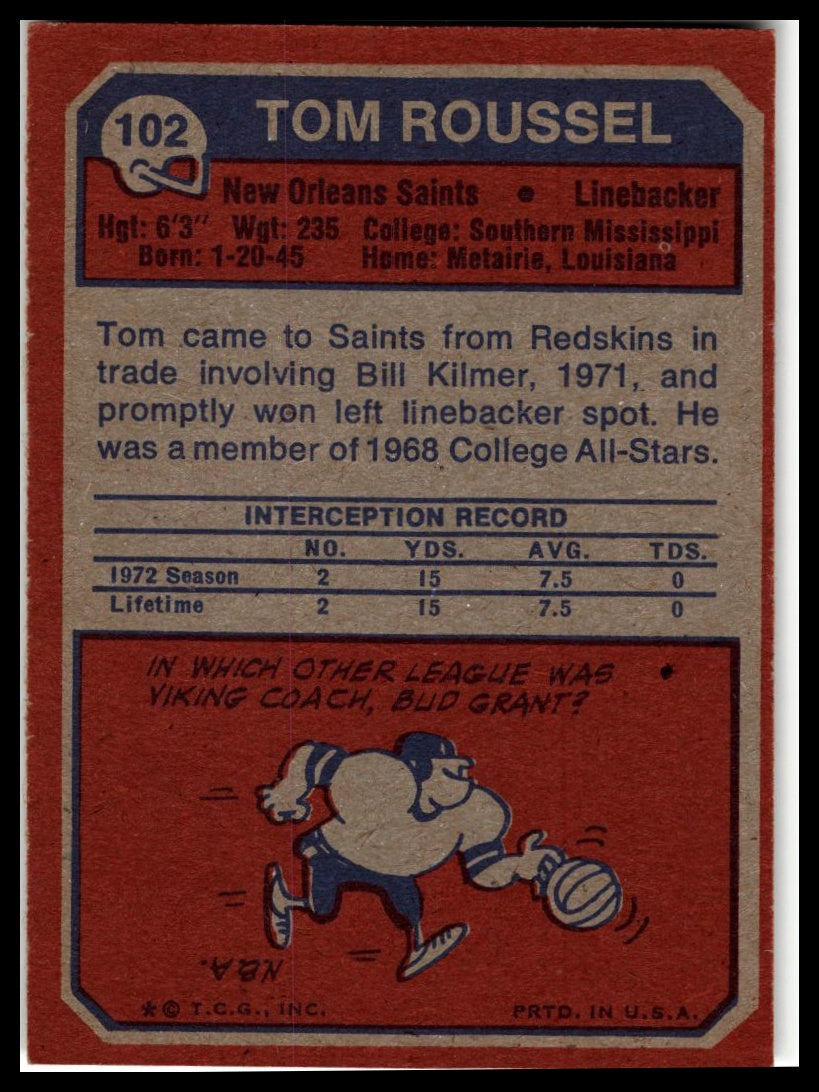 102
TOM ROUSSEL
New Orleans Saints • Linebacker
Hgt: 6'3" Wgt: 235 College: Southern Mississippi
Born: 1-20-45 Home: Metairie, Louisiana
Tom came to Saints from Redskins in
trade involving Bill Kilmer, 1971, and
promptly won left linebacker spot. He
was a member of 1968 College All-Stars.
INTERCEPTION RECORD
NO. YDS. AVG. TDS.
1972 Season 2 15 7.5 0
Lifetime 2 15 7.5 0
IN WHICH OTHER LEAGUE WAS
VIKING COACH, BUD GRANT?
N.B.A.
* © T.C.G., INC. PRTD. IN U.S.A.